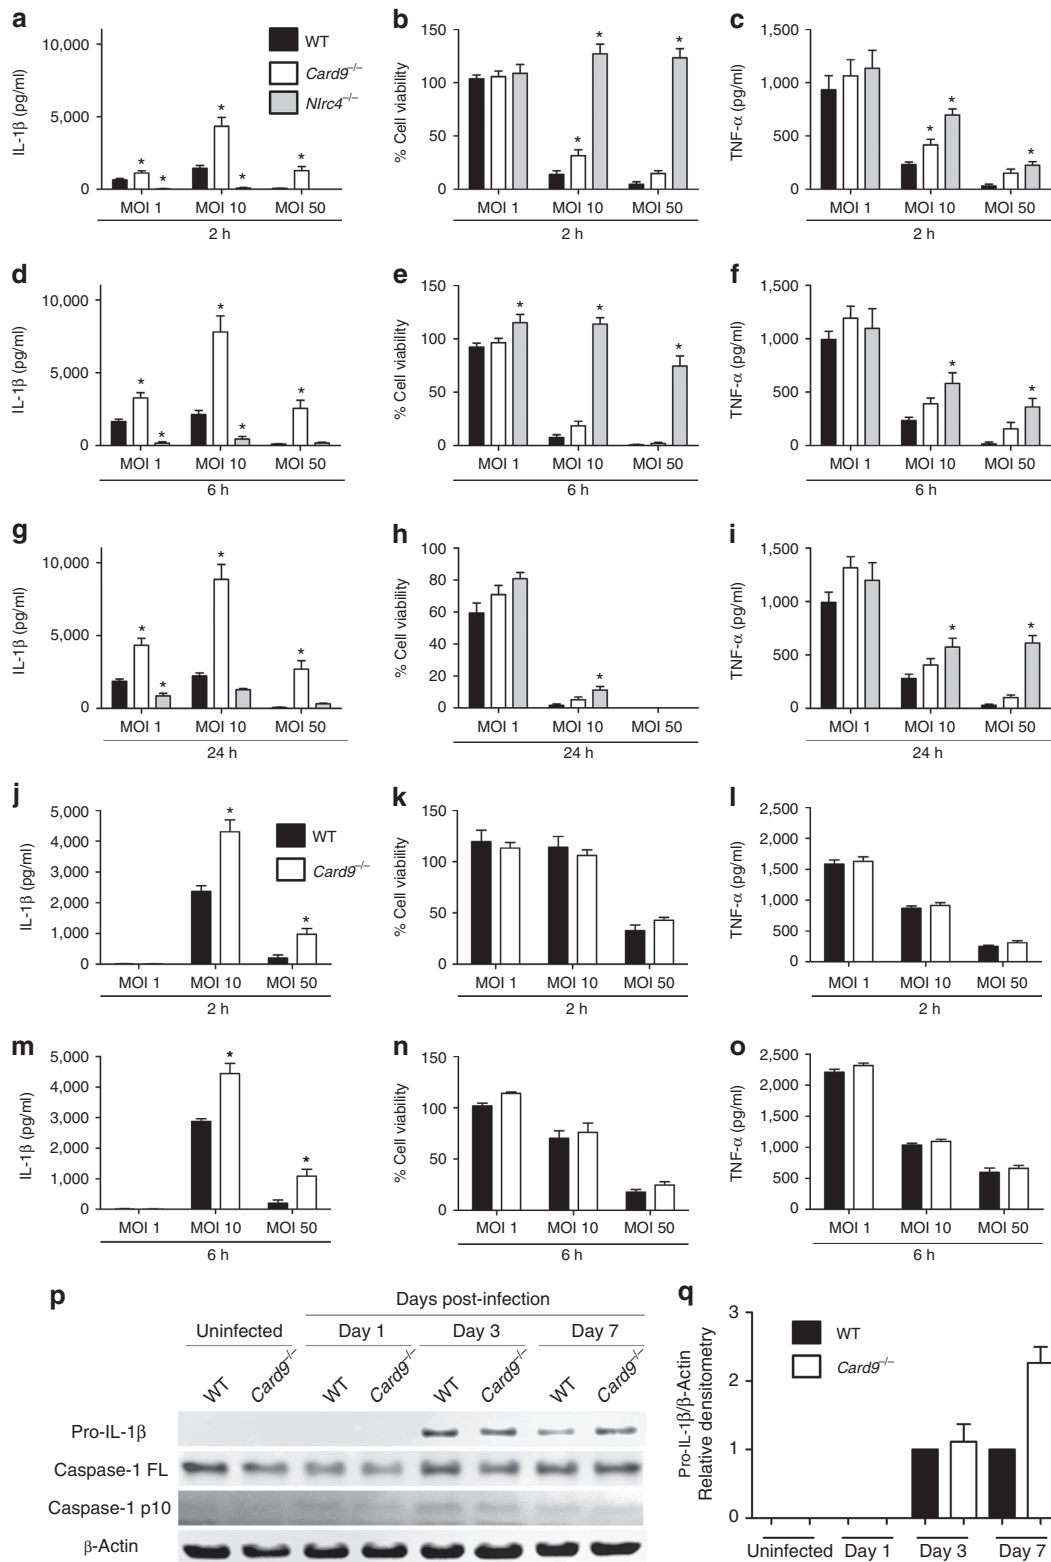 a
IL-1β (pg/ml)
10,000
5,000
0
MOI 1 MOI 10 MOI 50
2 h
WT
Card9–/–
Nlrc4–/–
* * * * *
b
% Cell viability
150
100
50
0
MOI 1 MOI 10 MOI 50
2 h
* * *
c
TNF-α (pg/ml)
1,500
1,000
500
0
MOI 1 MOI 10 MOI 50
2 h
* * *
d
IL-1β (pg/ml)
10,000
5,000
0
MOI 1 MOI 10 MOI 50
6 h
* * * * *
e
% Cell viability
150
100
50
0
MOI 1 MOI 10 MOI 50
6 h
* * *
f
TNF-α (pg/ml)
1,500
1,000
500
0
MOI 1 MOI 10 MOI 50
6 h
* *
g
IL-1β (pg/ml)
10,000
5,000
0
MOI 1 MOI 10 MOI 50
24 h
* * * *
h
% Cell viability
100
80
60
40
20
0
MOI 1 MOI 10 MOI 50
24 h
*
i
TNF-α (pg/ml)
1,500
1,000
500
0
MOI 1 MOI 10 MOI 50
24 h
* *
j
IL-1β (pg/ml)
5,000
4,000
3,000
2,000
1,000
0
MOI 1 MOI 10 MOI 50
2 h
WT
Card9–/–
* *
k
% Cell viability
150
100
50
0
MOI 1 MOI 10 MOI 50
2 h
l
TNF-α (pg/ml)
2,500
2,000
1,500
1,000
500
0
MOI 1 MOI 10 MOI 50
2 h
m
IL-1β (pg/ml)
5,000
4,000
3,000
2,000
1,000
0
MOI 1 MOI 10 MOI 50
6 h
* *
n
% Cell viability
150
100
50
0
MOI 1 MOI 10 MOI 50
6 h
o
TNF-α (pg/ml)
2,500
2,000
1,500
1,000
500
0
MOI 1 MOI 10 MOI 50
6 h
p
Days post-infection
Uninfected Day 1 Day 3 Day 7
WT Card9–/– WT Card9–/– WT Card9–/– WT Card9–/–
Pro-IL-1β
Caspase-1 FL
Caspase-1 p10
β-Actin
q
Pro-IL-1β/β-Actin
Relative densitometry
3
2
1
0
WT
Card9–/–
Uninfected Day 1 Day 3 Day 7